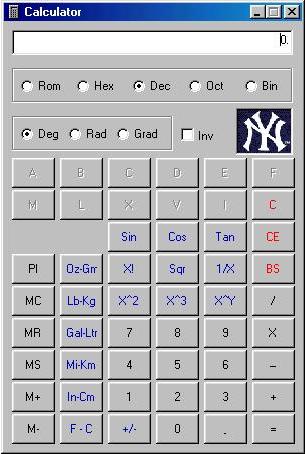 Calculator
0.
Rom Hex Dec Oct Bin
Deg Rad Grad Inv NY
A B C D E F
M L X V I C
Sin Cos Tan CE
PI Oz-Gm X! Sqr 1/X BS
MC Lb-Kg X^2 X^3 X^Y /
MR Gal-Ltr 7 8 9 X
MS Mi-Km 4 5 6 –
M+ In-Cm 1 2 3 +
M- F - C +/- 0 . =